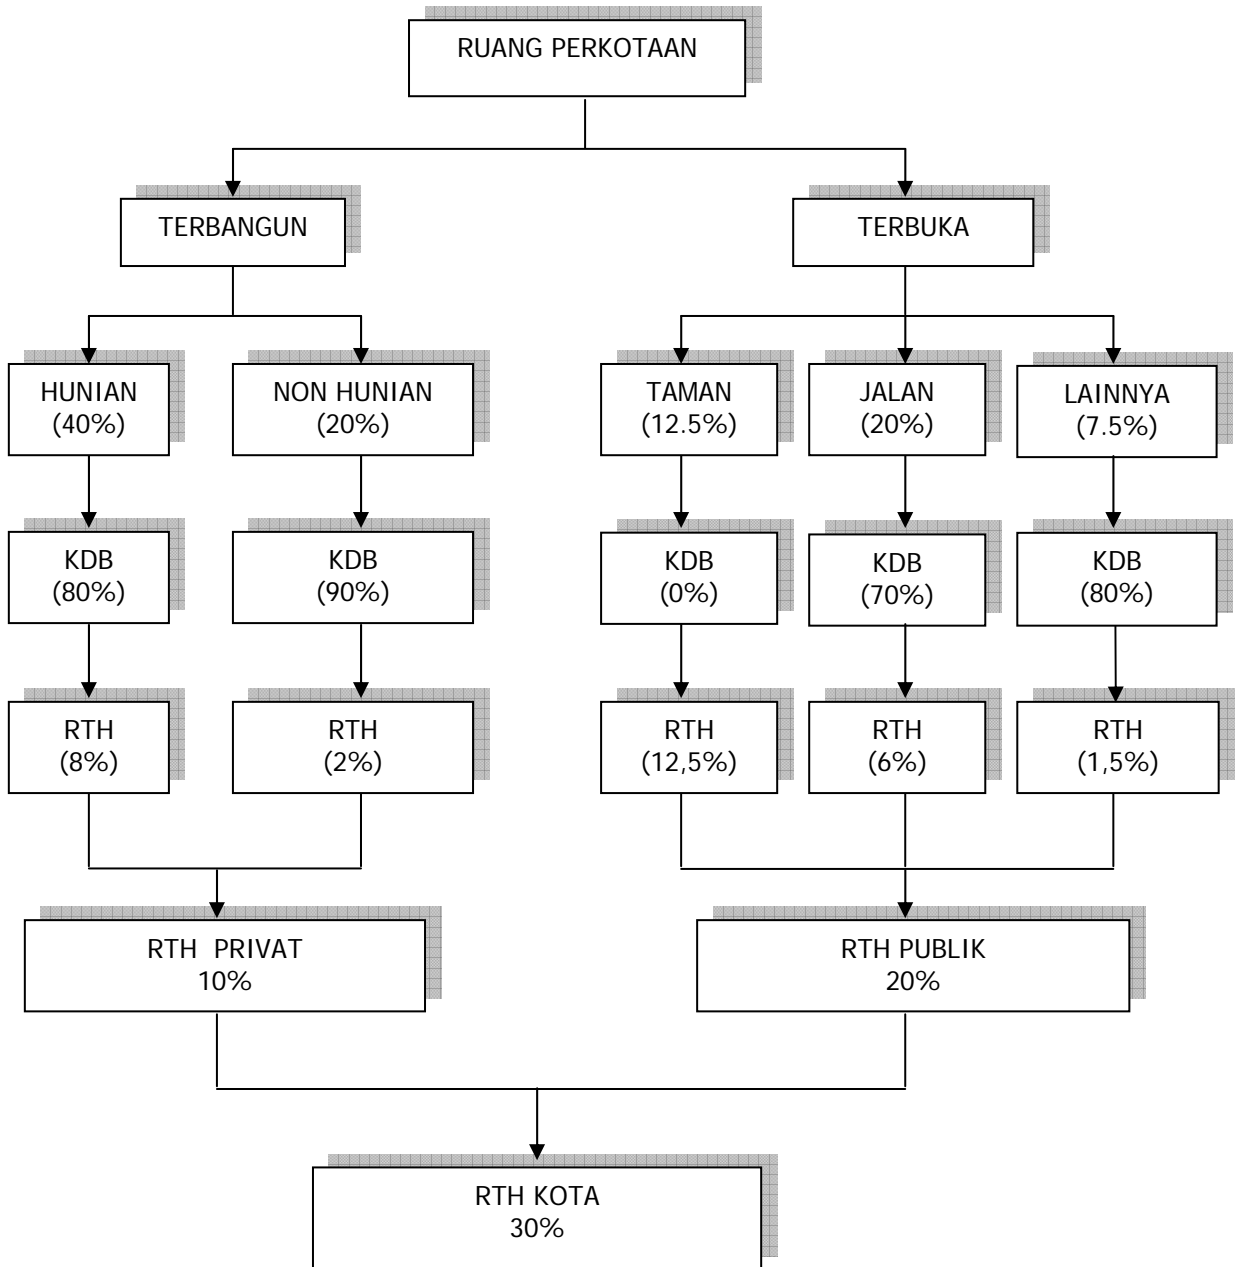 RUANG PERKOTAAN
TERBANGUN
TERBUKA
HUNIAN
(40%)
NON HUNIAN
(20%)
TAMAN
(12.5%)
JALAN
(20%)
LAINNYA
(7.5%)
KDB
(80%)
KDB
(90%)
KDB
(0%)
KDB
(70%)
KDB
(80%)
RTH
(8%)
RTH
(2%)
RTH
(12,5%)
RTH
(6%)
RTH
(1,5%)
RTH PRIVAT
10%
RTH PUBLIK
20%
RTH KOTA
30%